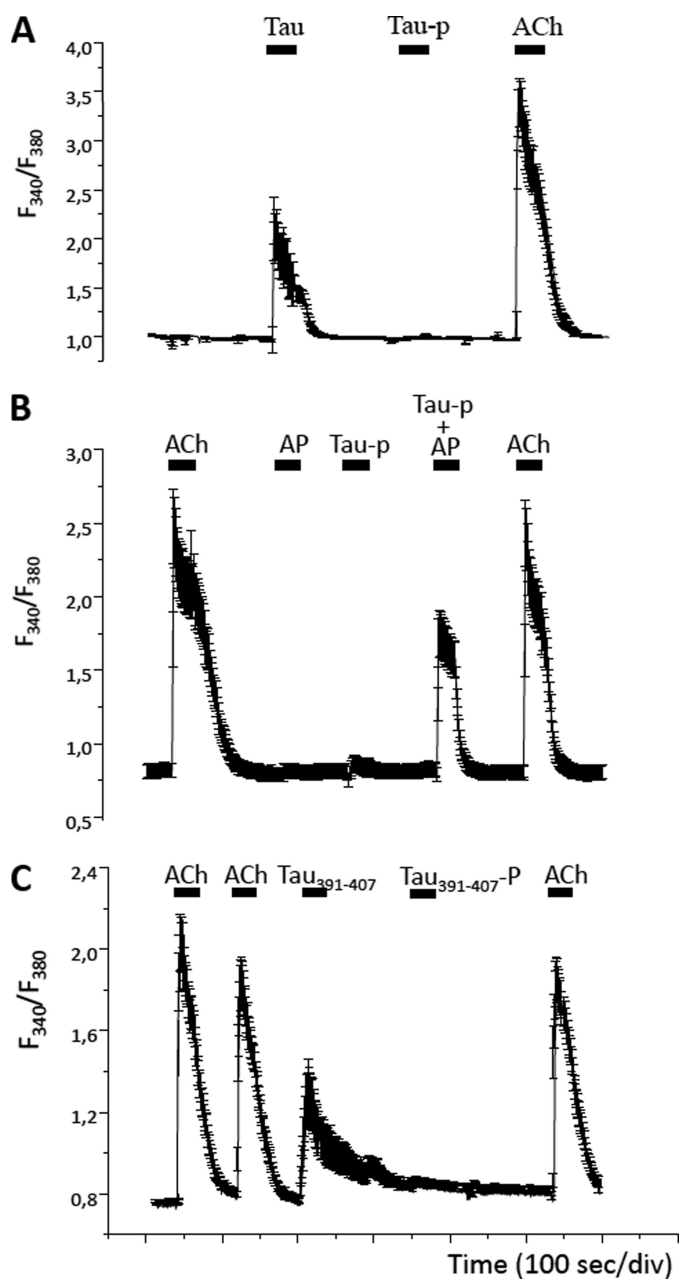 A
Tau Tau-p ACh
4,0
3,5
3,0
2,5
2,0
1,5
1,0
F340/F380
B
Tau-p
+
ACh AP Tau-p AP ACh
3,0
2,5
2,0
1,5
1,0
0,5
F340/F380
C
ACh ACh Tau391-407 Tau391-407-P ACh
2,4
2,0
1,6
1,2
0,8
F340/F380
Time (100 sec/div)